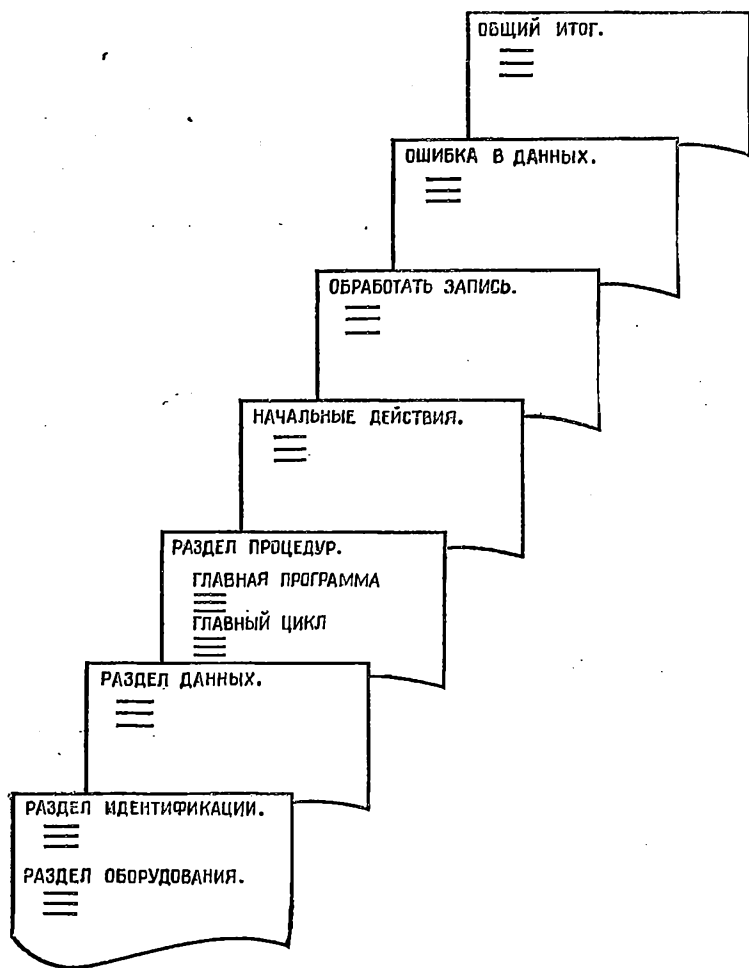 ОБЩИЙ ИТОГ.
ОШИБКА В ДАННЫХ.
ОБРАБОТАТЬ ЗАПИСЬ.
НАЧАЛЬНЫЕ ДЕЙСТВИЯ.
РАЗДЕЛ ПРОЦЕДУР.
ГЛАВНАЯ ПРОГРАММА
ГЛАВНЫЙ ЦИКЛ
РАЗДЕЛ ДАННЫХ.
РАЗДЕЛ ИДЕНТИФИКАЦИИ.
РАЗДЕЛ ОБОРУДОВАНИЯ.